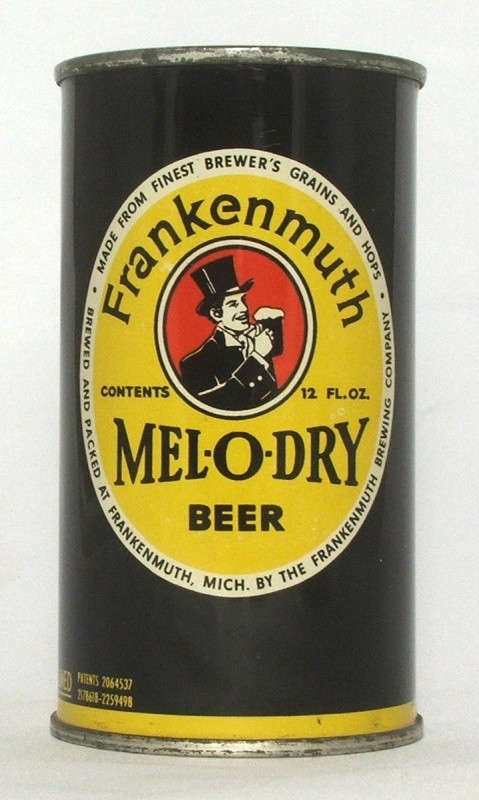 • MADE FROM FINEST BREWER'S GRAINS AND HOPS •
Frankenmuth
CONTENTS 12 FL.OZ.
MEL·O·DRY
BEER
BREWED AND PACKED AT FRANKENMUTH, MICH. BY THE FRANKENMUTH BREWING COMPANY
PATENTS 2064537
2178618-2259498